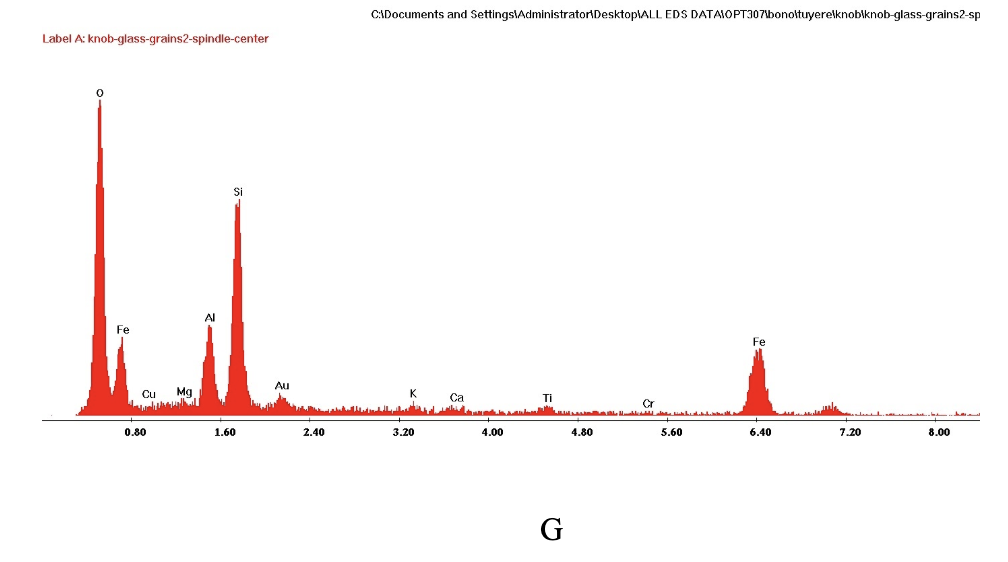 C:\Documents and Settings\Administrator\Desktop\ALL EDS DATA\OPT307\bono\tuyere\knob\knob-glass-grains2-sp
Label A: knob-glass-grains2-spindle-center
O
Si
Fe
Al
Fe
Cu
Mg
Au
K
Ca
Ti
Cr
0.80 1.60 2.40 3.20 4.00 4.80 5.60 6.40 7.20 8.00
G